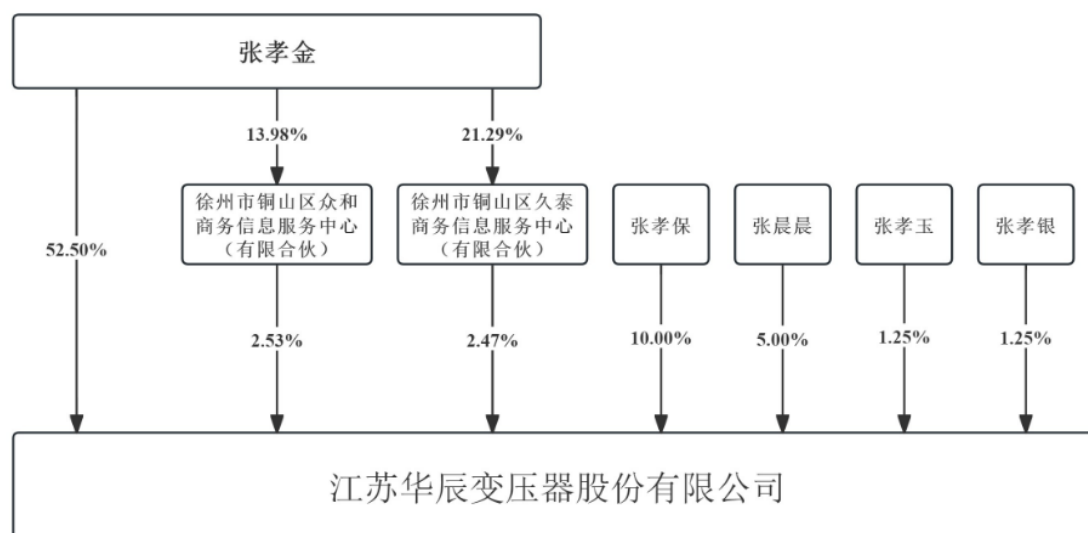 张孝金
13.98%
21.29%
徐州市铜山区众和
商务信息服务中心
（有限合伙）
徐州市铜山区久泰
商务信息服务中心
（有限合伙）
张孝保
张晨晨
张孝玉
张孝银
52.50%
2.53%
2.47%
10.00%
5.00%
1.25%
1.25%
江苏华辰变压器股份有限公司